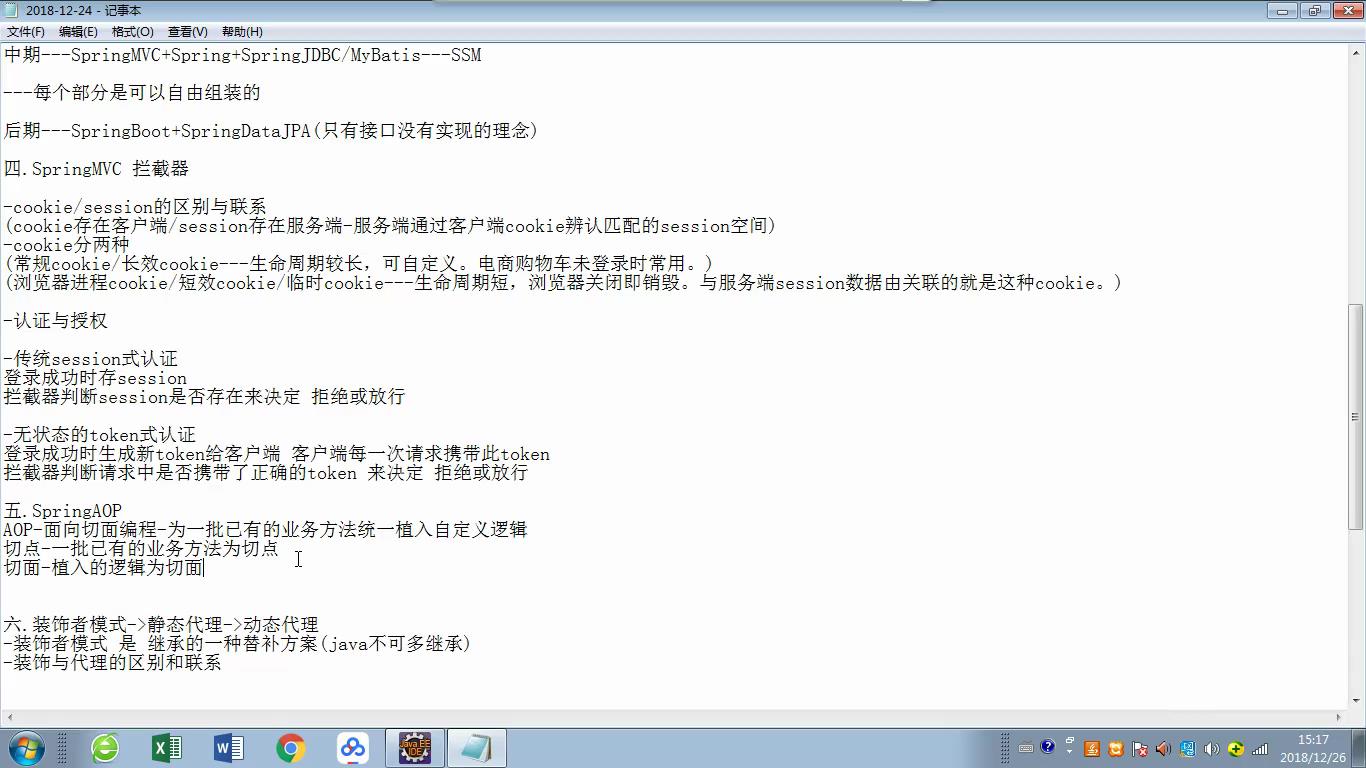 2018-12-24 - 记事本
文件(F) 编辑(E) 格式(O) 查看(V) 帮助(H)
中期---SpringMVC+Spring+SpringJDBC/MyBatis---SSM
---每个部分是可以自由组装的
后期---SpringBoot+SpringDataJPA(只有接口没有实现的理念)
四.SpringMVC 拦截器
-cookie/session的区别与联系
(cookie存在客户端/session存在服务端-服务端通过客户端cookie辨认匹配的session空间)
-cookie分两种
(常规cookie/长效cookie---生命周期较长，可自定义。电商购物车未登录时常用。)
(浏览器进程cookie/短效cookie/临时cookie---生命周期短，浏览器关闭即销毁。与服务端session数据由关联的就是这种cookie。)
-认证与授权
-传统session式认证
登录成功时存session
拦截器判断session是否存在来决定 拒绝或放行
-无状态的token式认证
登录成功时生成新token给客户端 客户端每一次请求携带此token
拦截器判断请求中是否携带了正确的token 来决定 拒绝或放行
五.SpringAOP
AOP-面向切面编程-为一批已有的业务方法统一植入自定义逻辑
切点-一批已有的业务方法为切点
切面-植入的逻辑为切面
六.装饰者模式->静态代理->动态代理
-装饰者模式 是 继承的一种替补方案(java不可多继承)
-装饰与代理的区别和联系
Java EE
IDE
15:17
2018/12/26